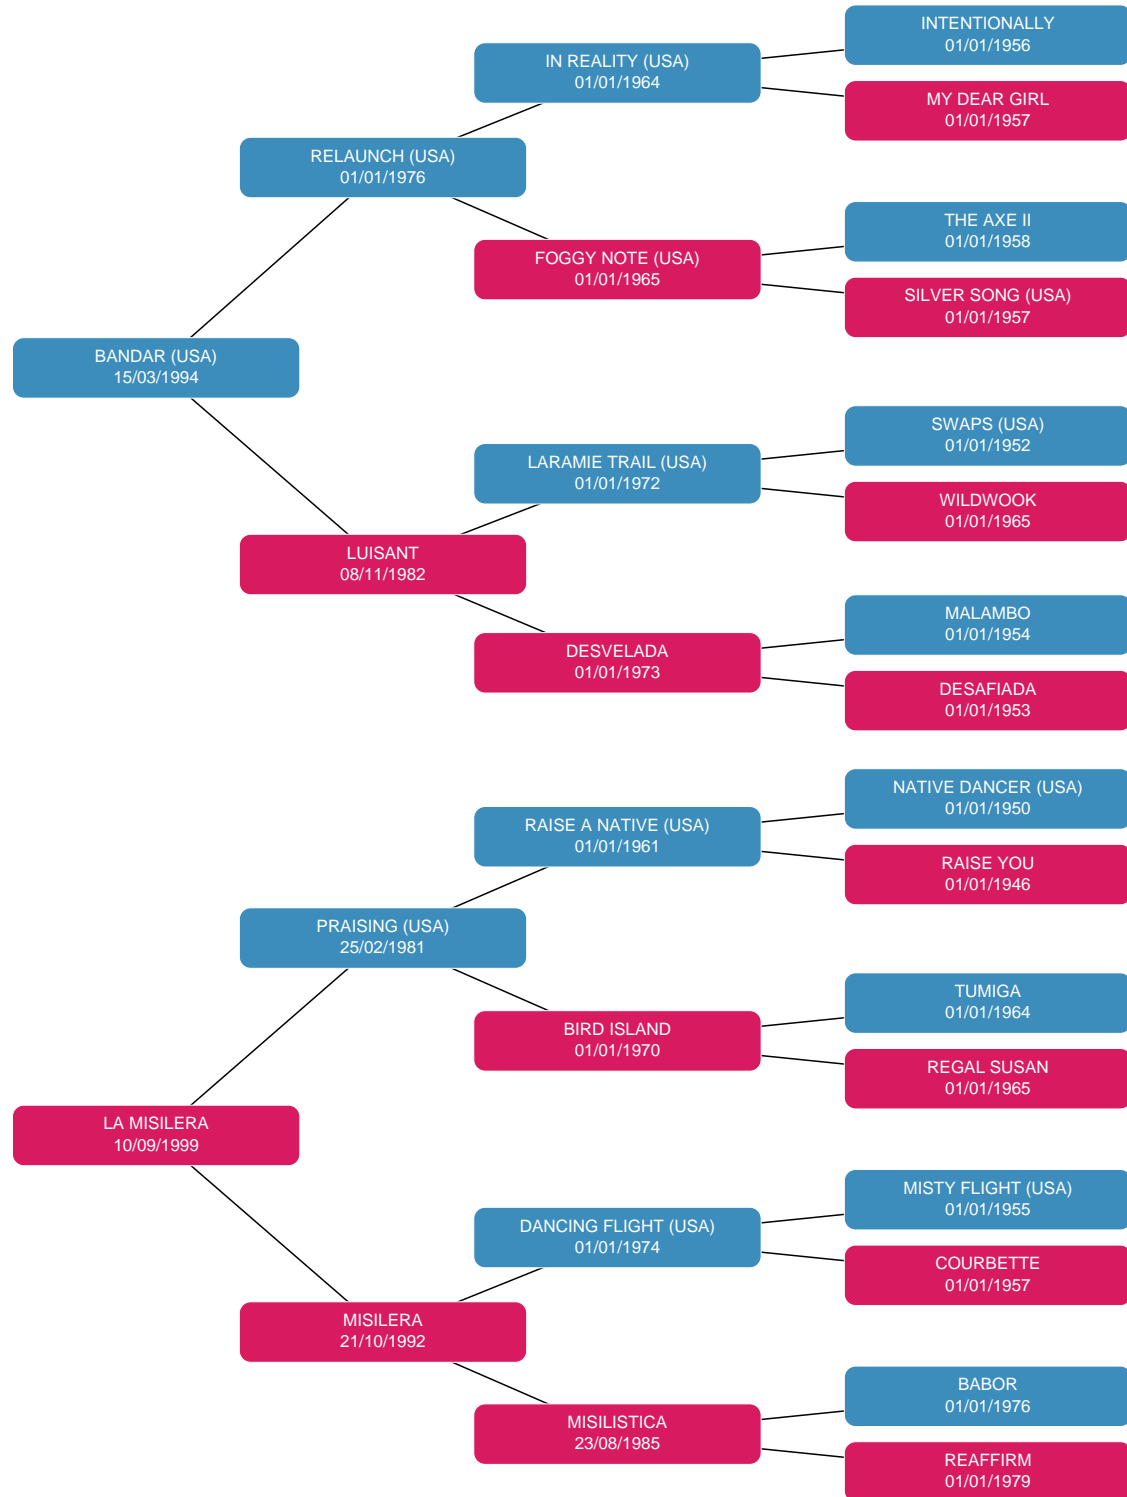 INTENTIONALLY
01/01/1956
IN REALITY (USA)
01/01/1964
MY DEAR GIRL
01/01/1957
RELAUNCH (USA)
01/01/1976
THE AXE II
01/01/1958
FOGGY NOTE (USA)
01/01/1965
SILVER SONG (USA)
01/01/1957
BANDAR (USA)
15/03/1994
SWAPS (USA)
01/01/1952
LARAMIE TRAIL (USA)
01/01/1972
WILDWOOK
01/01/1965
LUISANT
08/11/1982
MALAMBO
01/01/1954
DESVELADA
01/01/1973
DESAFIADA
01/01/1953
NATIVE DANCER (USA)
01/01/1950
RAISE A NATIVE (USA)
01/01/1961
RAISE YOU
01/01/1946
PRAISING (USA)
25/02/1981
TUMIGA
01/01/1964
BIRD ISLAND
01/01/1970
REGAL SUSAN
01/01/1965
LA MISILERA
10/09/1999
MISTY FLIGHT (USA)
01/01/1955
DANCING FLIGHT (USA)
01/01/1974
COURBETTE
01/01/1957
MISILERA
21/10/1992
BABOR
01/01/1976
MISILISTICA
23/08/1985
REAFFIRM
01/01/1979